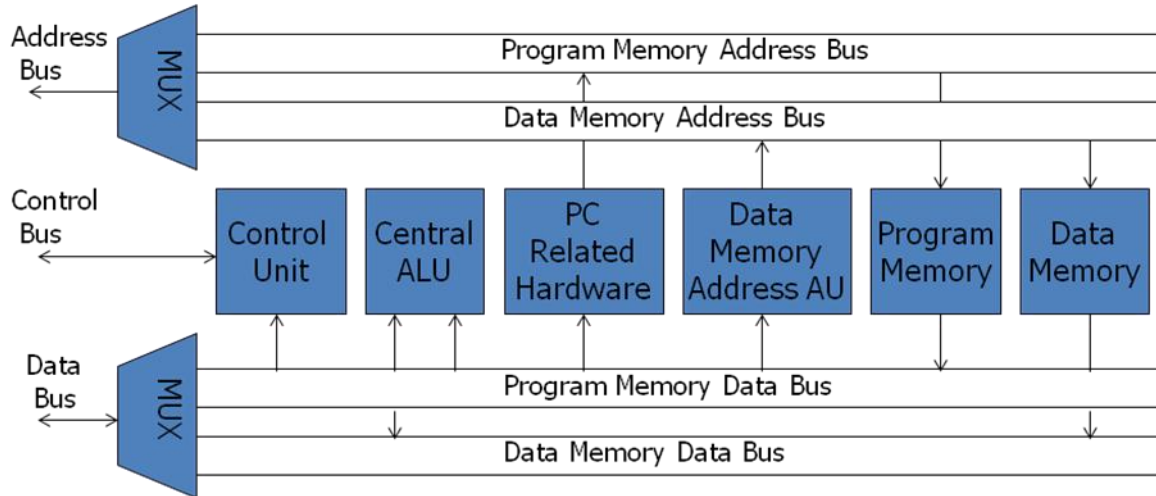 Address
Bus
MUX
Program Memory Address Bus
Data Memory Address Bus
Control
Bus
Control
Unit
Central
ALU
PC
Related
Hardware
Data
Memory
Address AU
Program
Memory
Data
Memory
Data
Bus
MUX
Program Memory Data Bus
Data Memory Data Bus